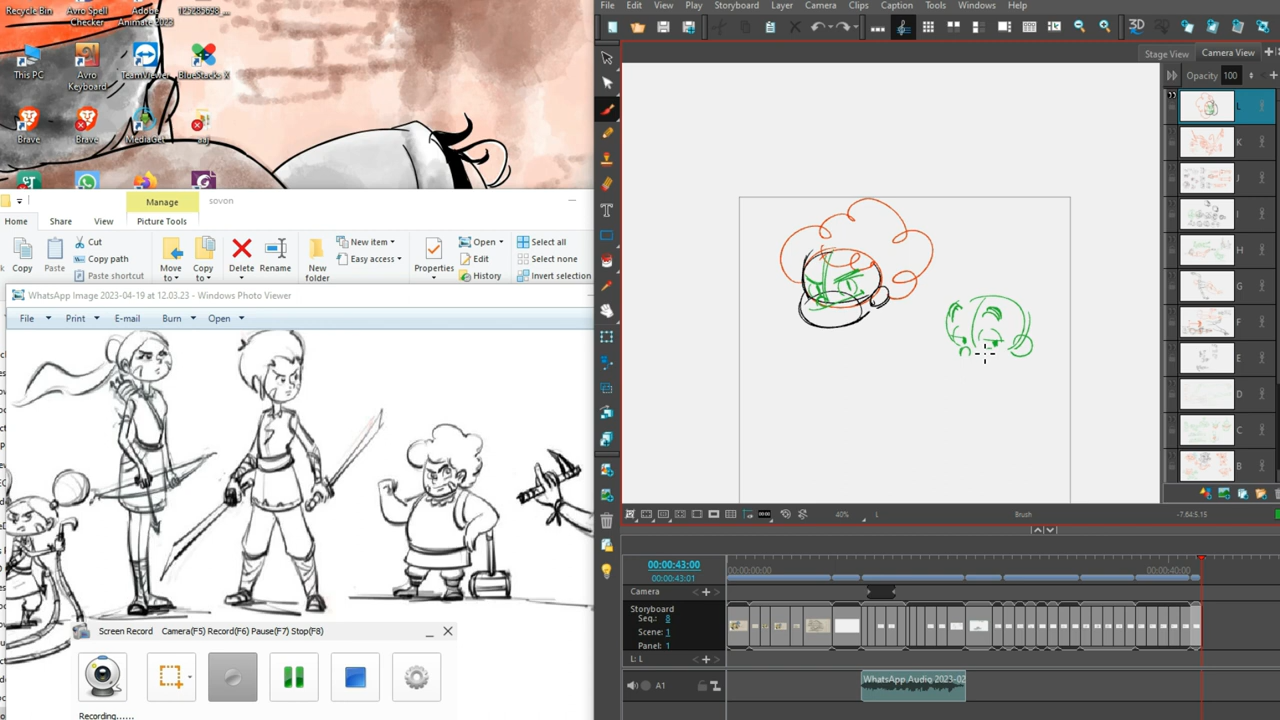 Recycle Bin
Avro Spell
Checker
Adobe
Animate 2023
This PC
Avro
Keyboard
TeamViewer
BlueStacks X
Brave
Brave
MediaGet
Manage
sovon
Home
Share
View
Picture Tools
Copy
Paste
Cut
Copy path
Paste shortcut
Move
to
Copy
to
Delete
Rename
New
folder
New item
Easy access
Properties
Open
Edit
History
Select all
Select none
Invert selection
WhatsApp Image 2023-04-19 at 12.03.23 - Windows Photo Viewer
File
Print
E-mail
Burn
Open
Screen Record
Camera(F5) Record(F6) Pause(F7) Stop(F8)
Recording......
File
Edit
View
Play
Storyboard
Layer
Camera
Clips
Caption
Tools
Windows
Help
3D
Stage View
Camera View
Opacity
100
L
K
J
I
H
G
F
E
D
C
B
40%
L
Brush
00:00:43:00
00:00:43:01
00:00:00:00
00:00:40:00
Camera
Storyboard
Seq.: 8
Scene: 1
Panel: 1
L: L
A1
WhatsApp Audio 2023-02